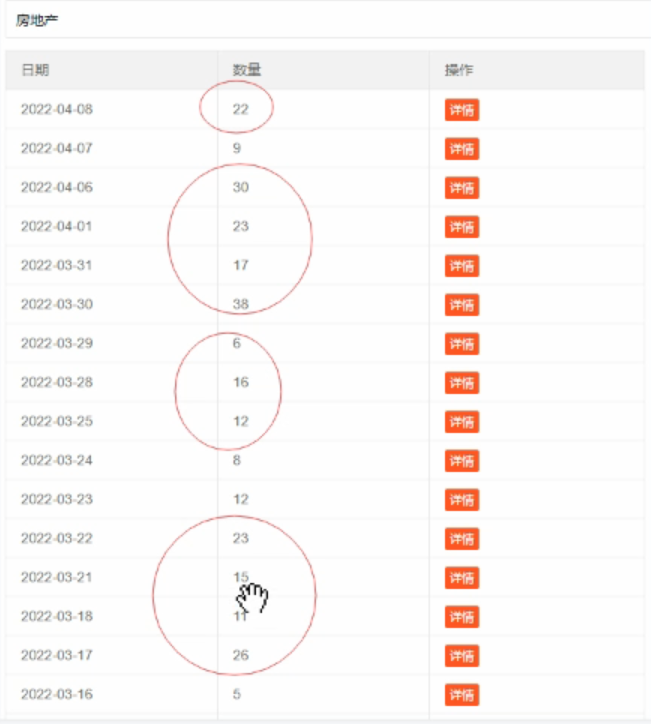 房地产
日期 数量 操作
2022-04-08 22 详情
2022-04-07 9 详情
2022-04-06 30 详情
2022-04-01 23 详情
2022-03-31 17 详情
2022-03-30 38 详情
2022-03-29 6 详情
2022-03-28 16 详情
2022-03-25 12 详情
2022-03-24 8 详情
2022-03-23 12 详情
2022-03-22 23 详情
2022-03-21 15 详情
2022-03-18 11 详情
2022-03-17 26 详情
2022-03-16 5 详情